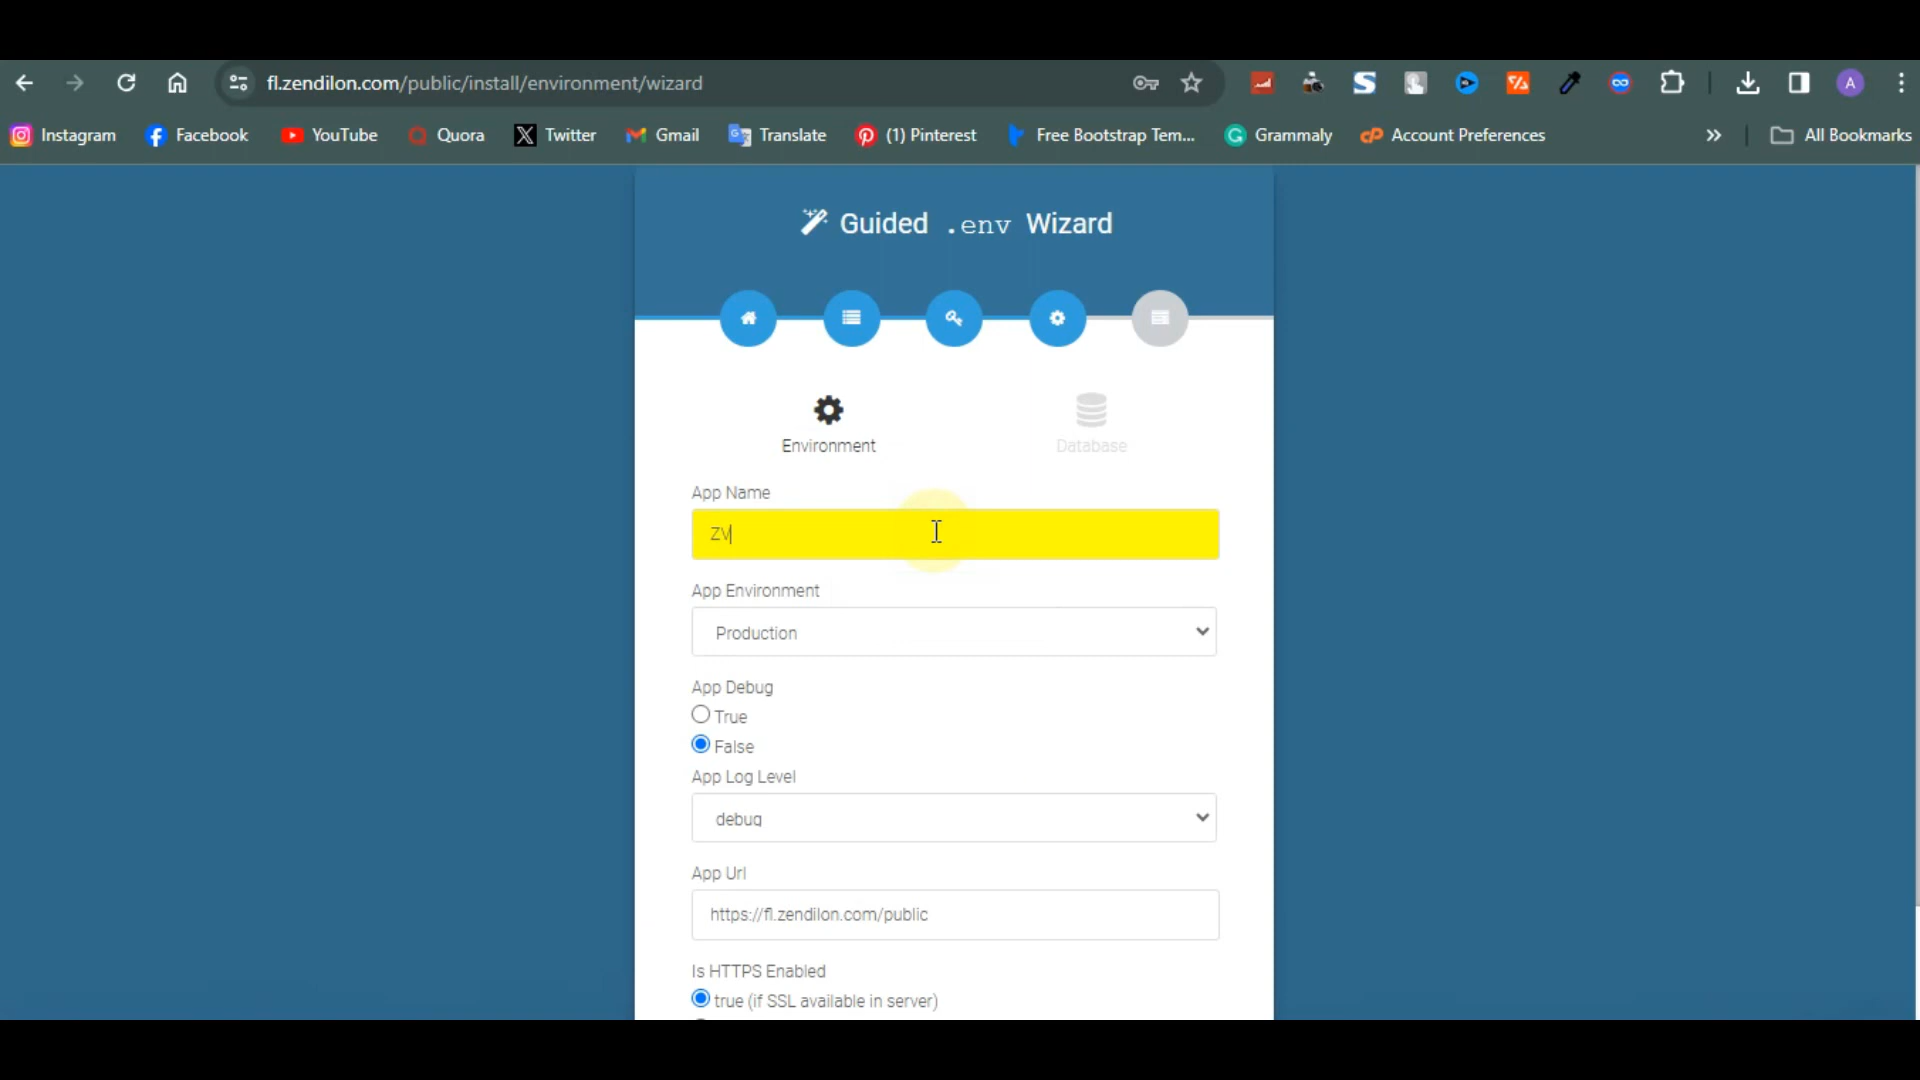 fl.zendilon.com/public/install/environment/wizard
A
Instagram Facebook YouTube Quora Twitter Gmail Translate (1) Pinterest Free Bootstrap Tem... Grammaly Account Preferences All Bookmarks
Guided .env Wizard
Environment Database
App Name
ZV
App Environment
Production
App Debug
True
False
App Log Level
debug
App Url
https://fl.zendilon.com/public
Is HTTPS Enabled
true (if SSL available in server)